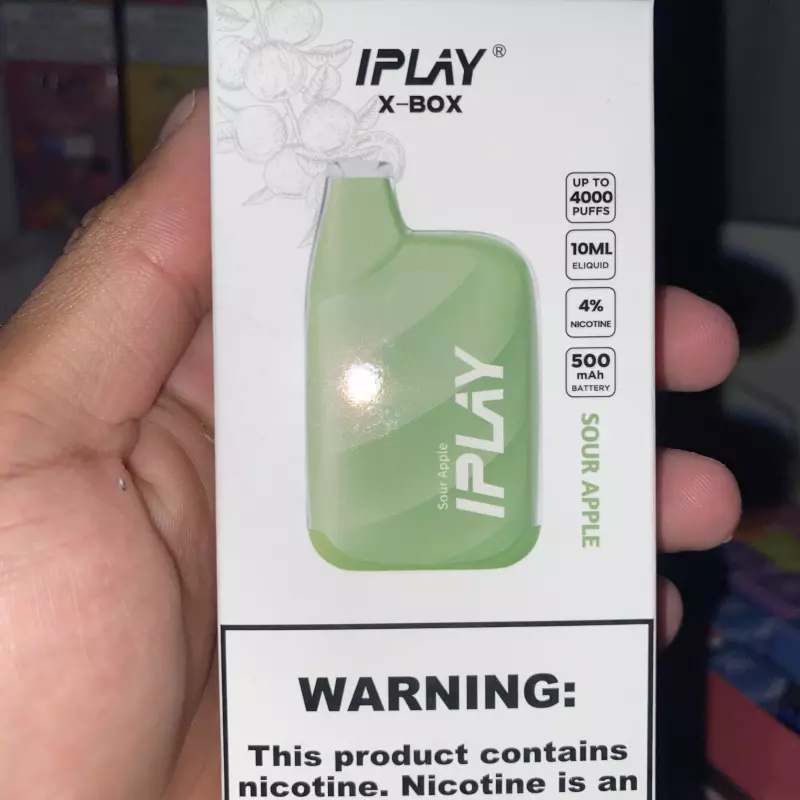 IPLAY®
X-BOX
UP TO
4000
PUFFS
10ML
ELIQUID
4%
NICOTINE
500
mAh
BATTERY
SOUR APPLE
Sour Apple
IPLAY
WARNING:
This product contains
nicotine. Nicotine is an